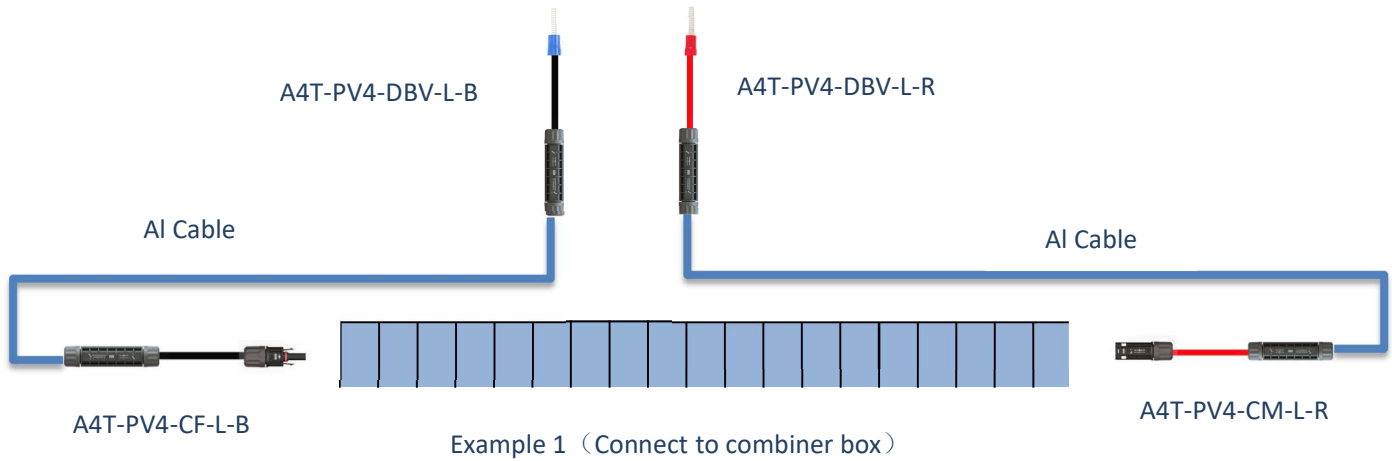 A4T-PV4-DBV-L-B
A4T-PV4-DBV-L-R
Al Cable
Al Cable
A4T-PV4-CF-L-B
A4T-PV4-CM-L-R
Example 1（Connect to combiner box）